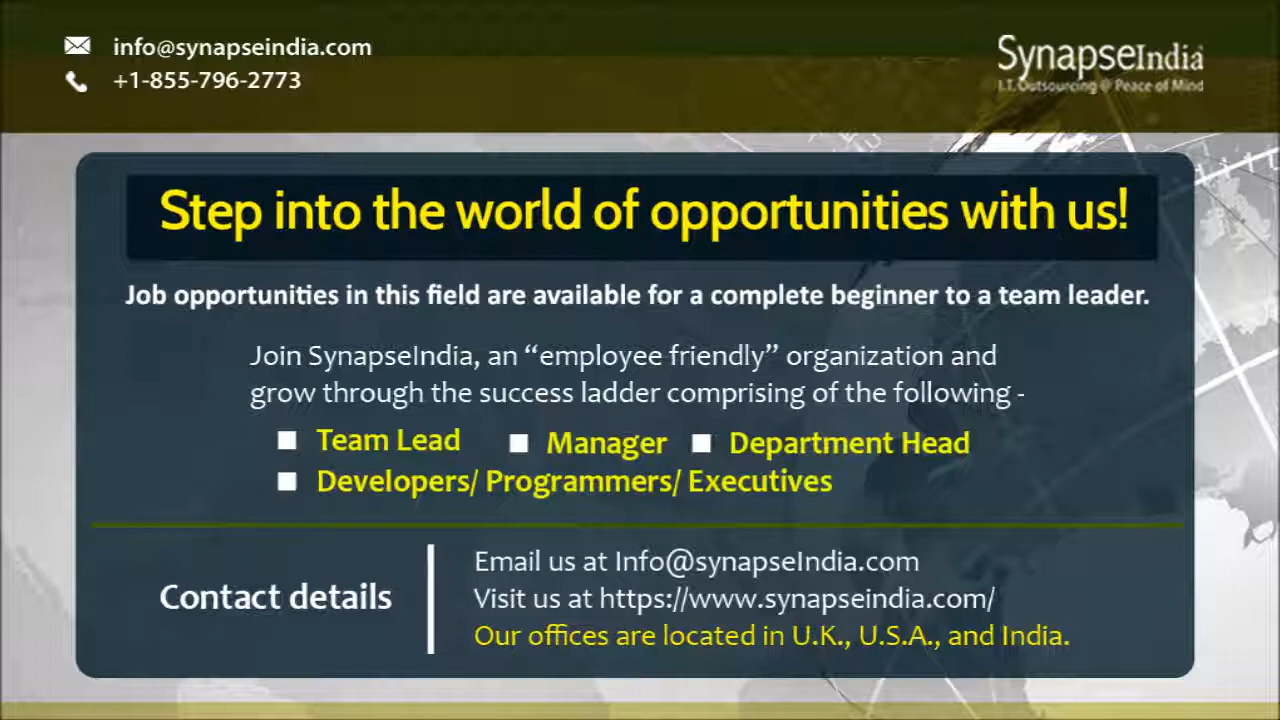 info@synapseindia.com
+1-855-796-2773
SynapseIndia
I.T. Outsourcing @ Peace of Mind
Step into the world of opportunities with us!
Job opportunities in this field are available for a complete beginner to a team leader.
Join SynapseIndia, an “employee friendly” organization and
grow through the success ladder comprising of the following -
Team Lead Manager Department Head
Developers/ Programmers/ Executives
Contact details
Email us at Info@synapseIndia.com
Visit us at https://www.synapseindia.com/
Our offices are located in U.K., U.S.A., and India.